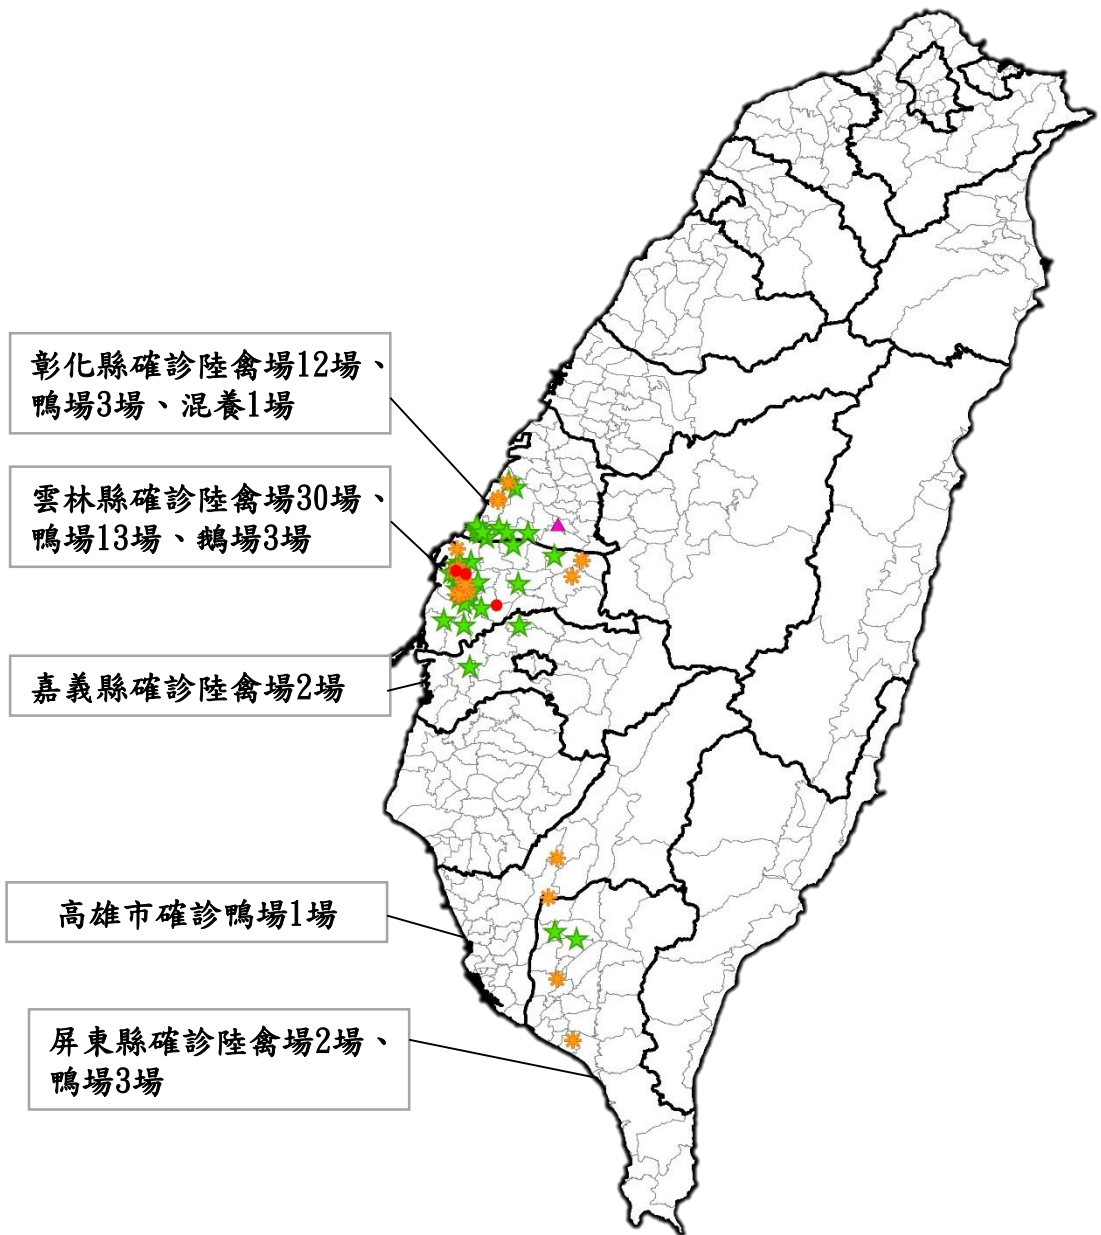 彰化縣確診陸禽場12場、
鴨場3場、混養1場
雲林縣確診陸禽場30場、
鴨場13場、鵝場3場
嘉義縣確診陸禽場2場
高雄市確診鴨場1場
屏東縣確診陸禽場2場、
鴨場3場